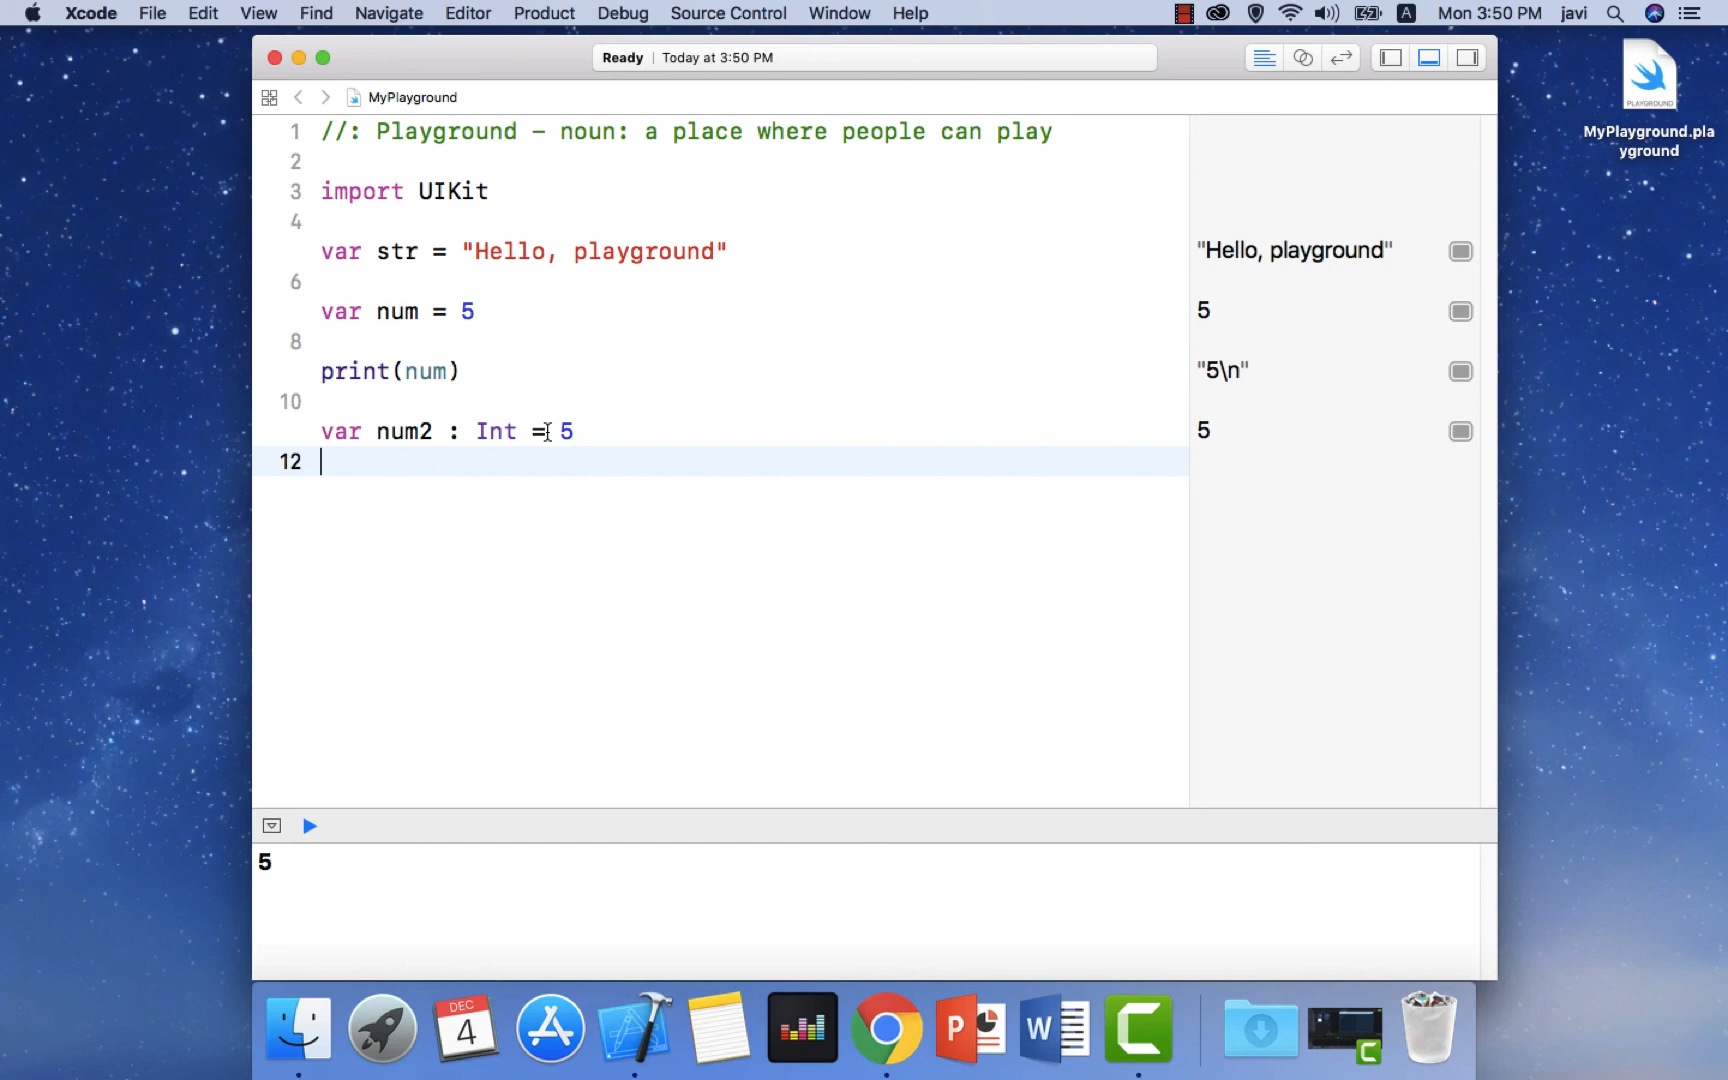 Xcode File Edit View Find Navigate Editor Product Debug Source Control Window Help A Mon 3:50 PM javi
Ready | Today at 3:50 PM
MyPlayground
1 //: Playground - noun: a place where people can play
2
3 import UIKit
4
var str = "Hello, playground" "Hello, playground"
6
var num = 5 5
8
print(num) "5\n"
10
var num2 : Int = 5 5
12
5
PLAYGROUND
MyPlayground.pla
yground
DEC
4
P W C
C